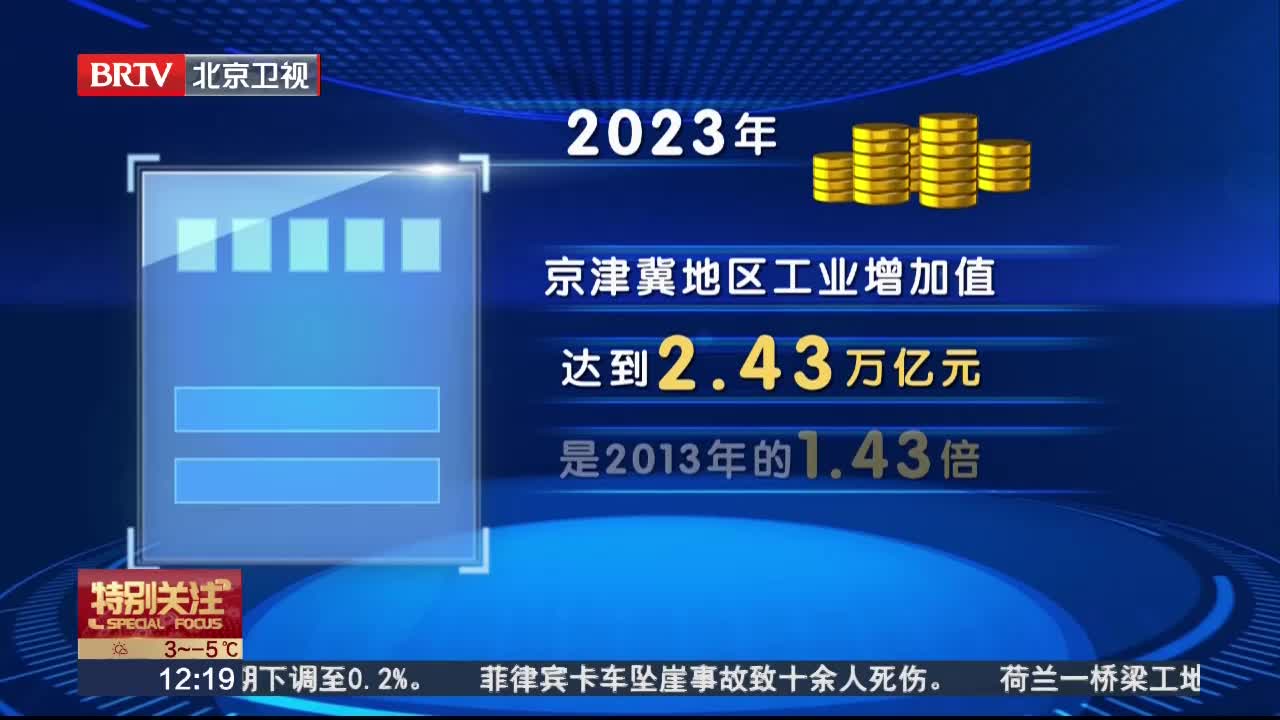 BRTV 北京卫视
2023年
京津冀地区工业增加值
达到2.43万亿元
是2013年的1.43倍
特别关注
SPECIAL FOCUS
3~-5℃
12:19 下调至0.2%。 菲律宾卡车坠崖事故致十余人死伤。 荷兰一桥梁工地